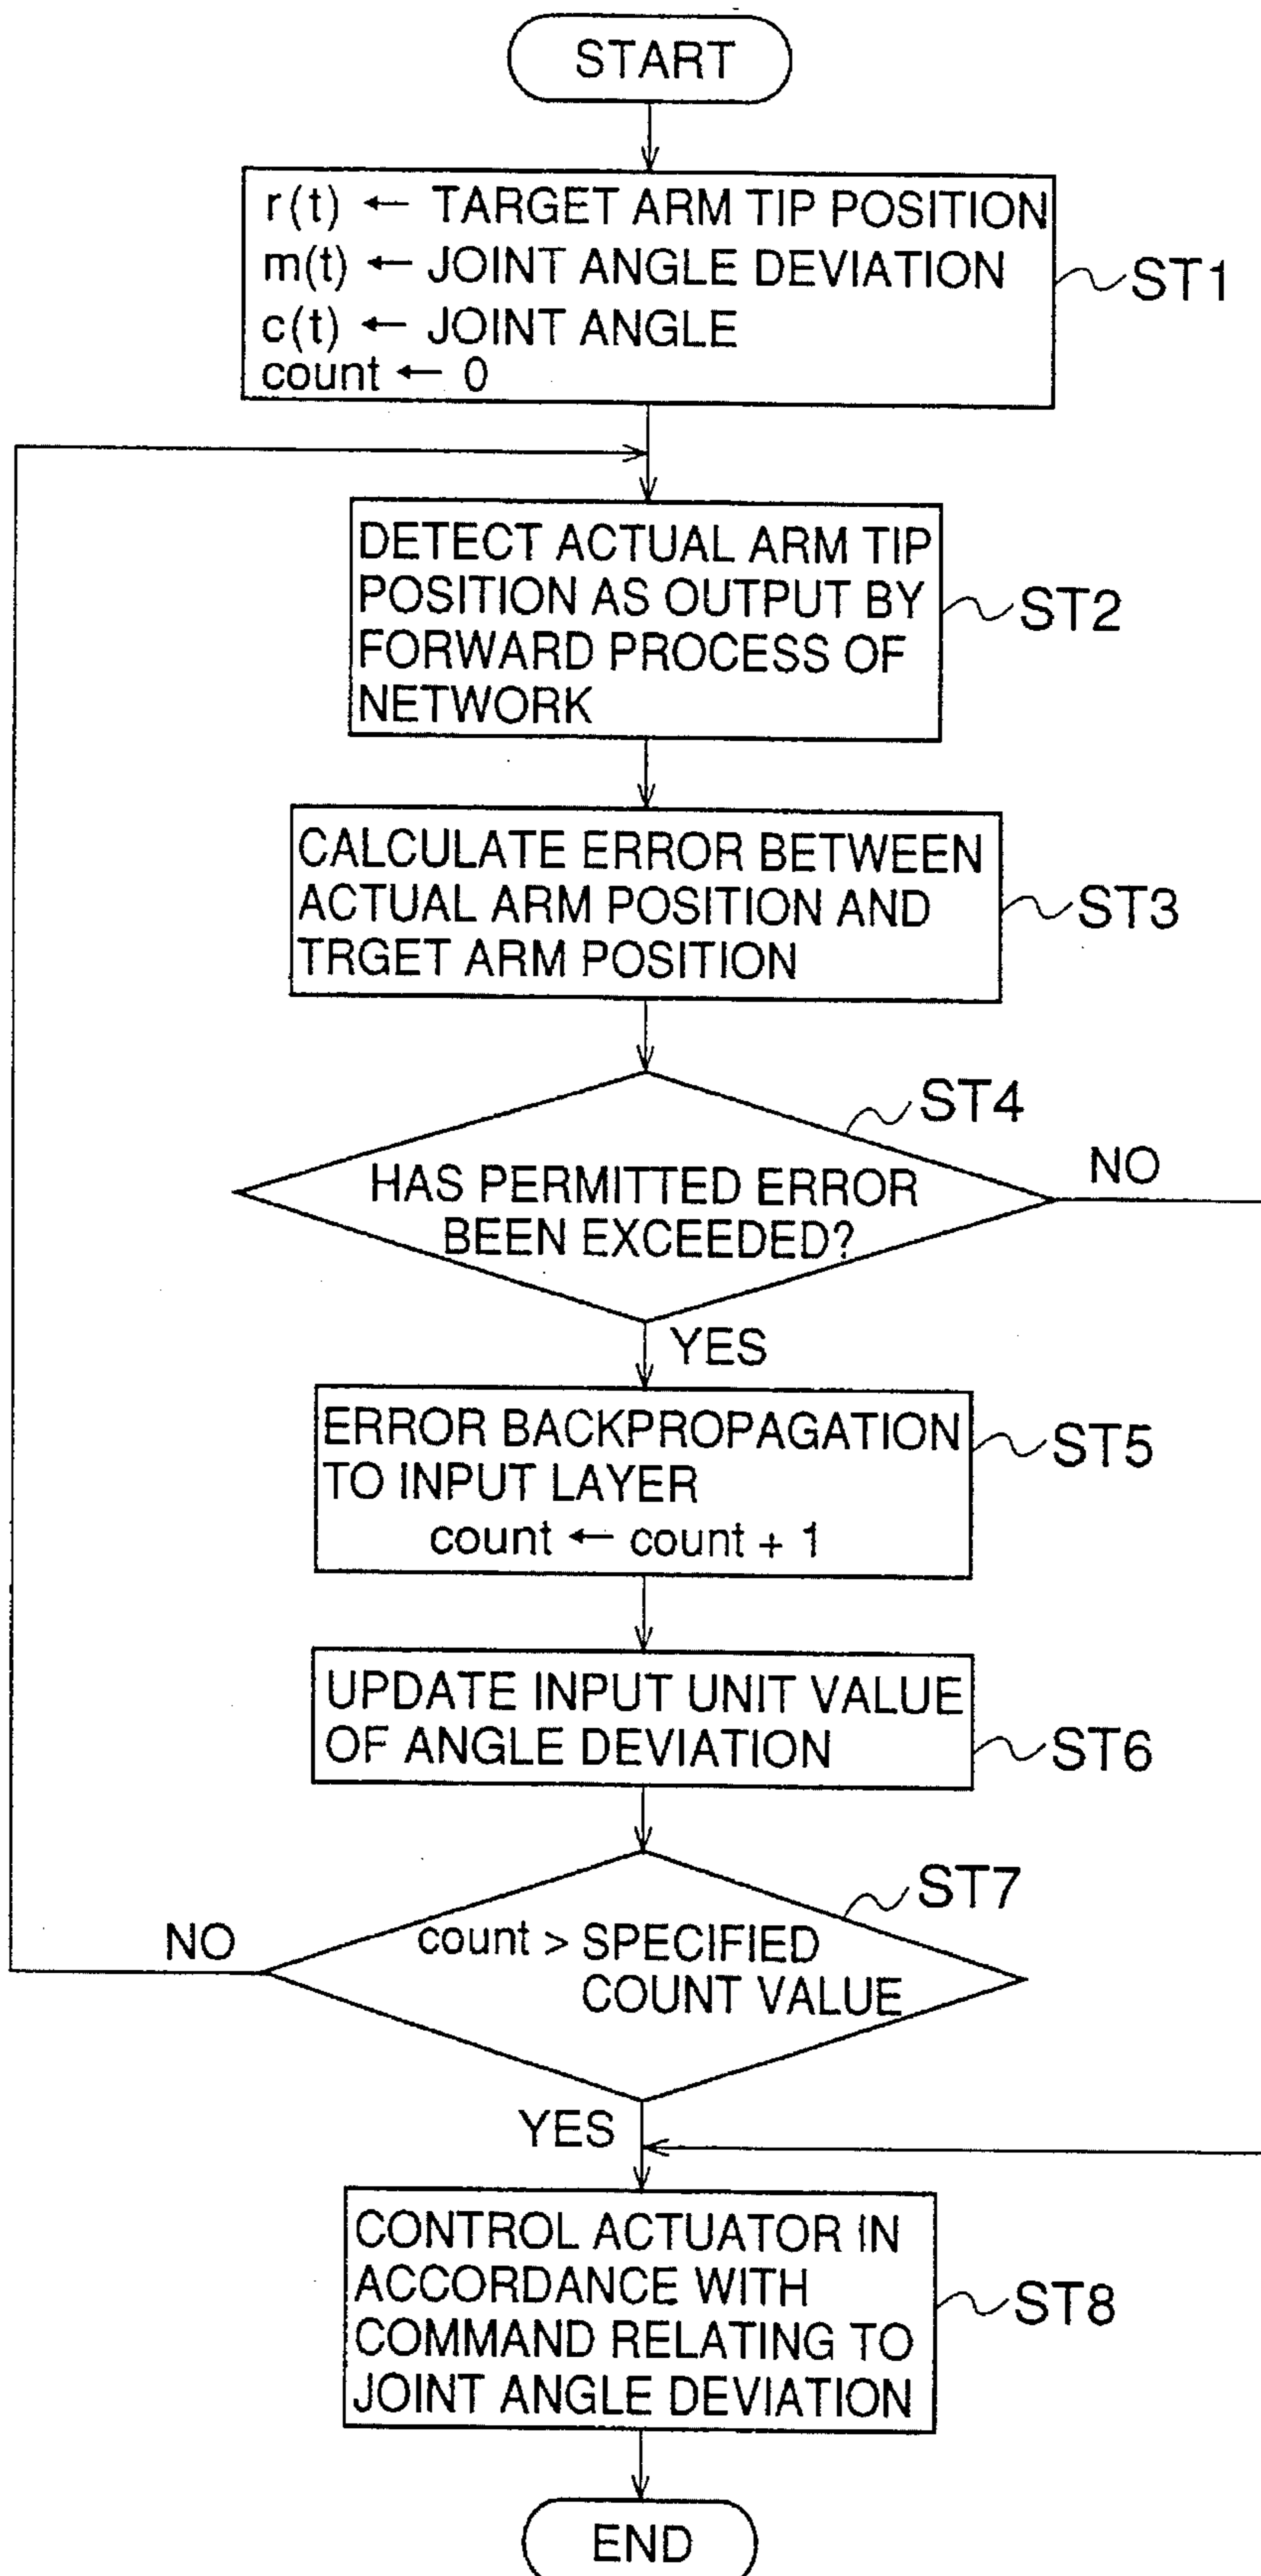 START
r(t) ← TARGET ARM TIP POSITION
m(t) ← JOINT ANGLE DEVIATION
c(t) ← JOINT ANGLE
count ← 0
ST1
DETECT ACTUAL ARM TIP
POSITION AS OUTPUT BY
FORWARD PROCESS OF
NETWORK
ST2
CALCULATE ERROR BETWEEN
ACTUAL ARM POSITION AND
TRGET ARM POSITION
ST3
ST4
HAS PERMITTED ERROR
BEEN EXCEEDED?
NO
YES
ERROR BACKPROPAGATION
TO INPUT LAYER
count ← count + 1
ST5
UPDATE INPUT UNIT VALUE
OF ANGLE DEVIATION
ST6
ST7
count > SPECIFIED
COUNT VALUE
NO
YES
CONTROL ACTUATOR IN
ACCORDANCE WITH
COMMAND RELATING TO
JOINT ANGLE DEVIATION
ST8
END